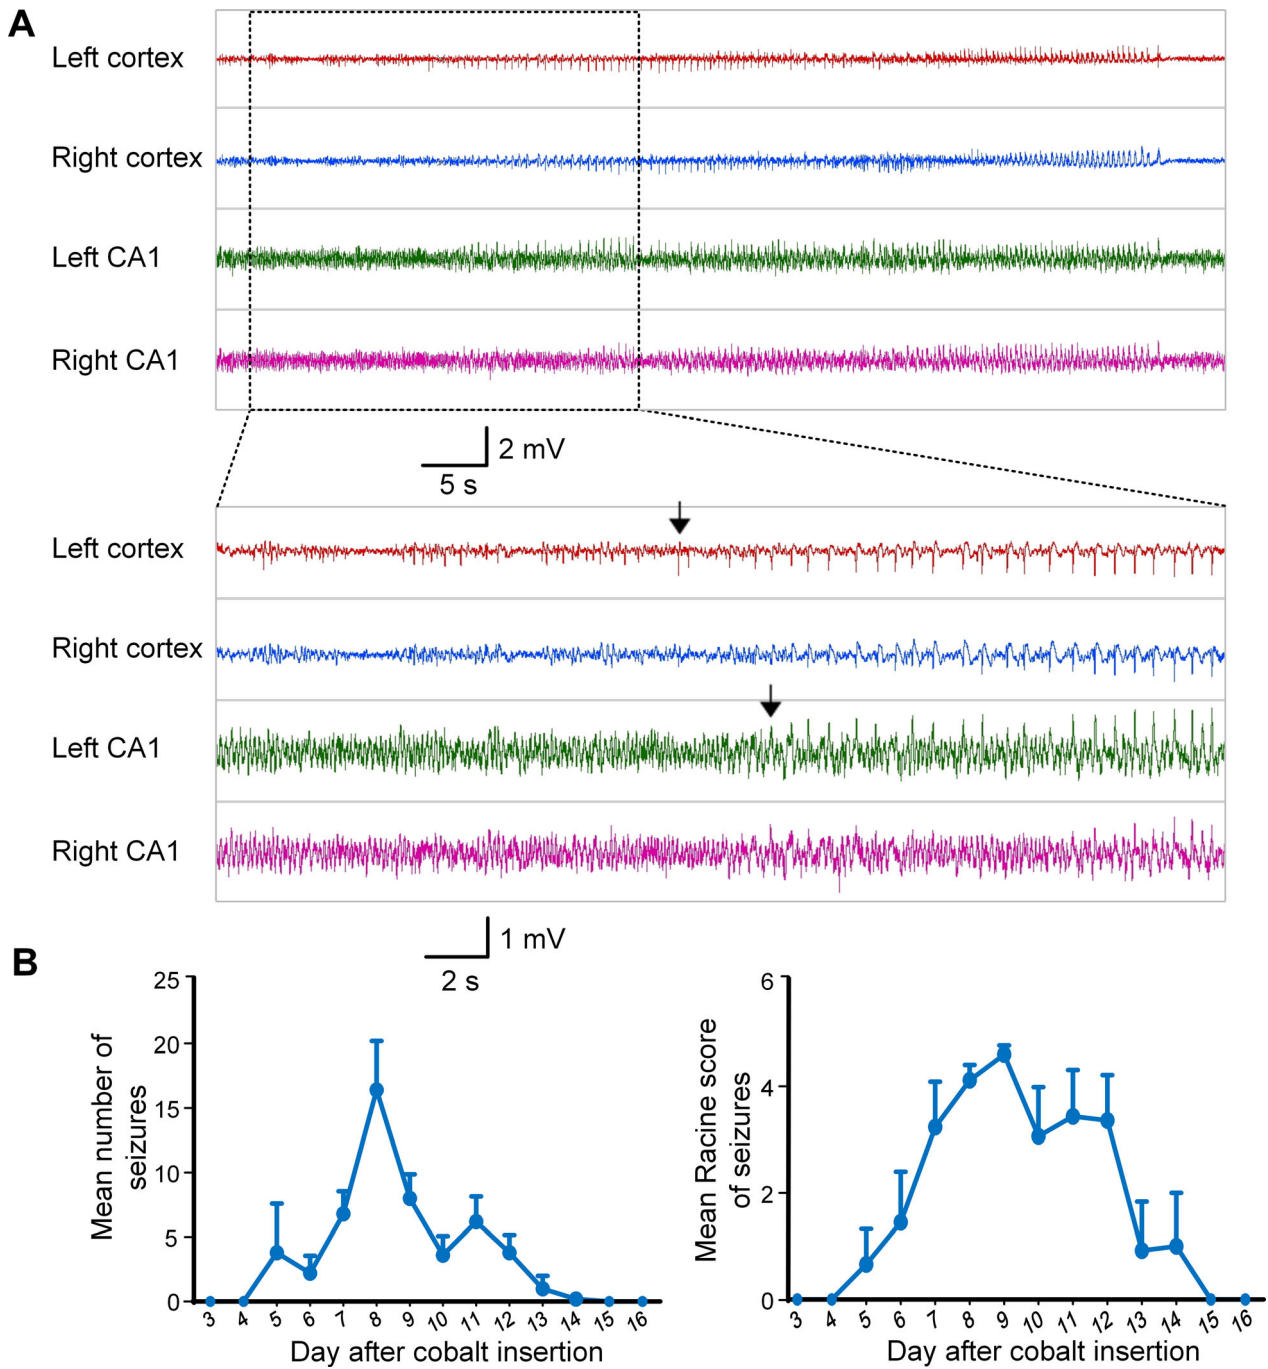 A
Left cortex
Right cortex
Left CA1
Right CA1
2 mV
5 s
Left cortex
Right cortex
Left CA1
Right CA1
1 mV
2 s
B
Mean number of
seizures
25
20
15
10
5
0
3 4 5 6 7 8 9 10 11 12 13 14 15 16
Day after cobalt insertion
Mean Racine score
of seizures
6
4
2
0
3 4 5 6 7 8 9 10 11 12 13 14 15 16
Day after cobalt insertion